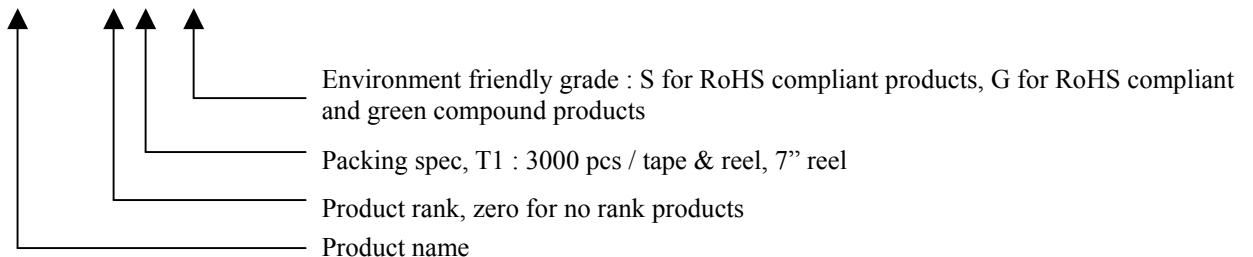 Environment friendly grade : S for RoHS compliant products, G for RoHS compliant
and green compound products
Packing spec, T1 : 3000 pcs / tape & reel, 7” reel
Product rank, zero for no rank products
Product name